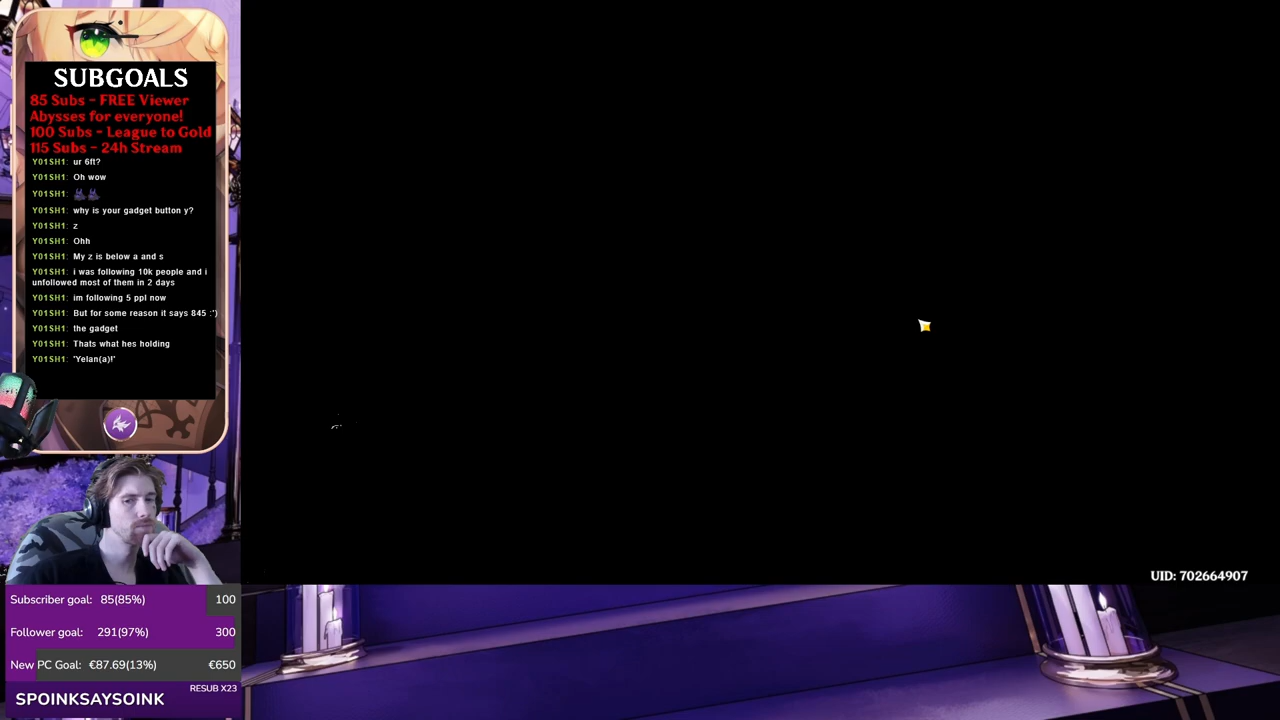 SUBGOALS
85 Subs - FREE Viewer
Abysses for everyone!
100 Subs - League to Gold
115 Subs - 24h Stream
Y01SH1: ur 6ft?
Y01SH1: Oh wow
Y01SH1:
Y01SH1: why is your gadget button y?
Y01SH1: z
Y01SH1: Ohh
Y01SH1: My z is below a and s
Y01SH1: i was following 10k people and i
unfollowed most of them in 2 days
Y01SH1: im following 5 ppl now
Y01SH1: But for some reason it says 845 :')
Y01SH1: the gadget
Y01SH1: Thats what hes holding
Y01SH1: 'Yelan(a)!'
Subscriber goal: 85(85%) 100
Follower goal: 291(97%) 300
New PC Goal: €87.69(13%) €650
SPOINKSAYSOINK RESUB X23
UID: 702664907